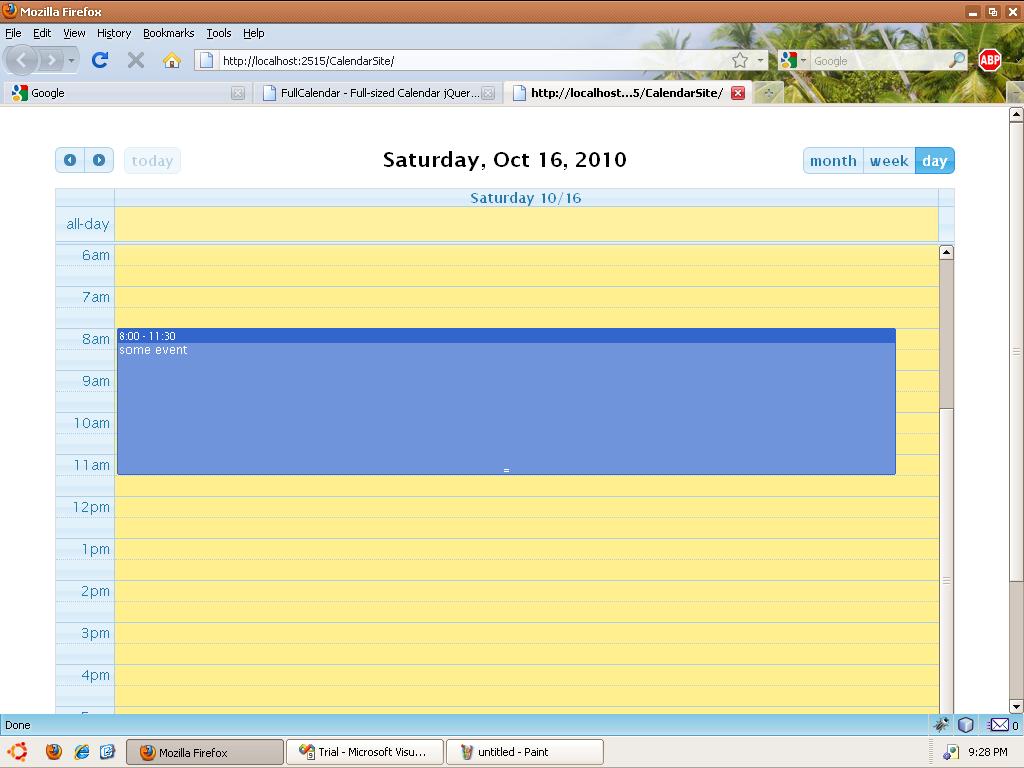 Mozilla Firefox
File Edit View History Bookmarks Tools Help
http://localhost:2515/CalendarSite/
Google
ABP
Google
FullCalendar - Full-sized Calendar jQuer...
http://localhost...5/CalendarSite/
today
Saturday, Oct 16, 2010
month week day
Saturday 10/16
all-day
6am
7am
8am
8:00 - 11:30
some event
9am
10am
11am
=
12pm
1pm
2pm
3pm
4pm
Done
0
Mozilla Firefox
Trial - Microsoft Visu...
untitled - Paint
9:28 PM